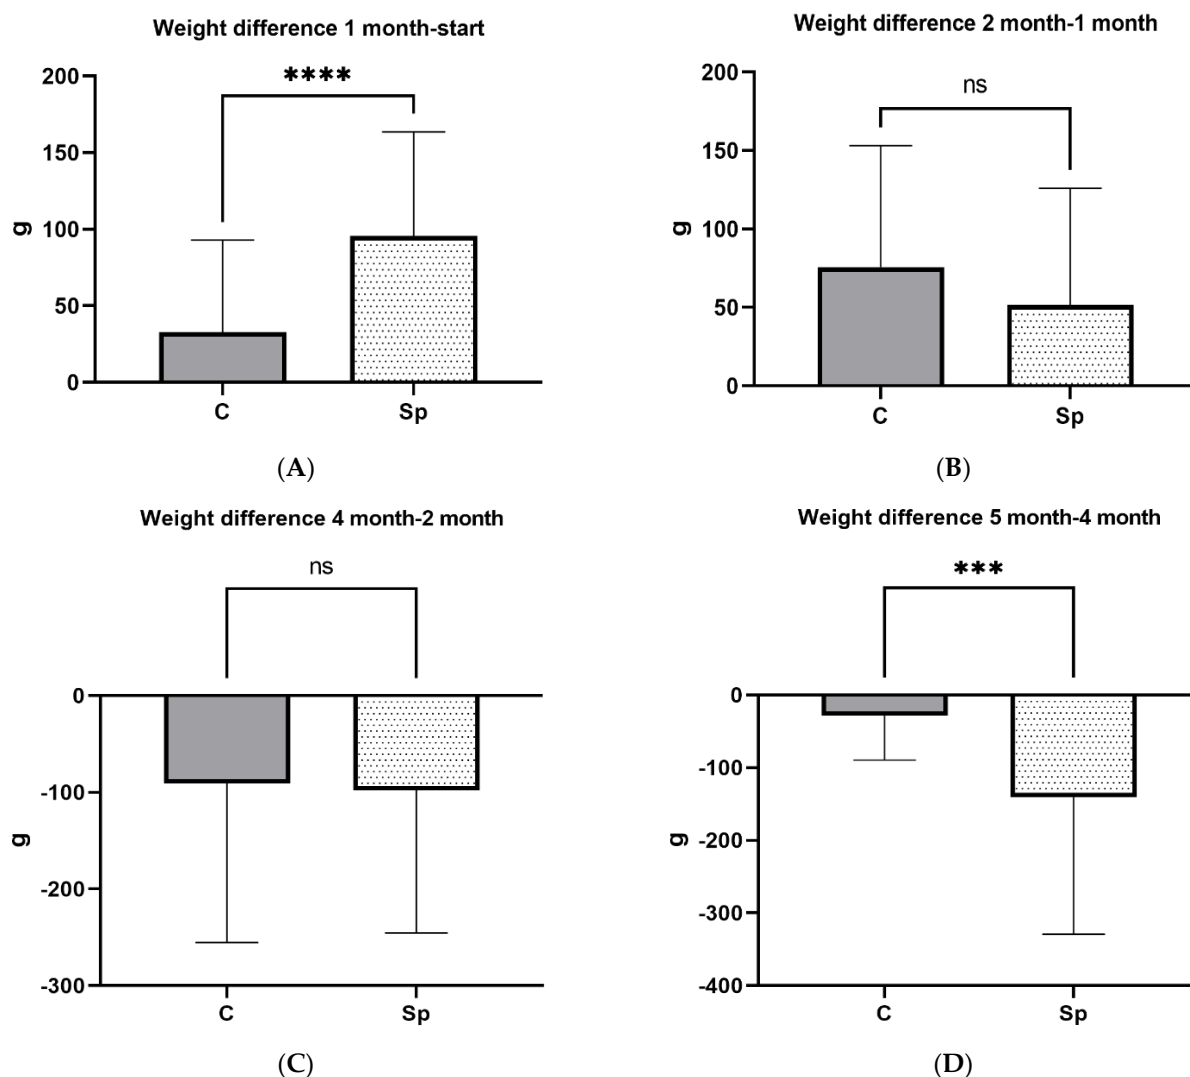 Weight difference 1 month-start
****
200
150
100
50
0
g
C
Sp
(A)
Weight difference 2 month-1 month
ns
200
150
100
50
0
g
C
Sp
(B)
Weight difference 4 month-2 month
ns
0
-100
-200
-300
g
C
Sp
(C)
Weight difference 5 month-4 month
***
0
-100
-200
-300
-400
g
C
Sp
(D)